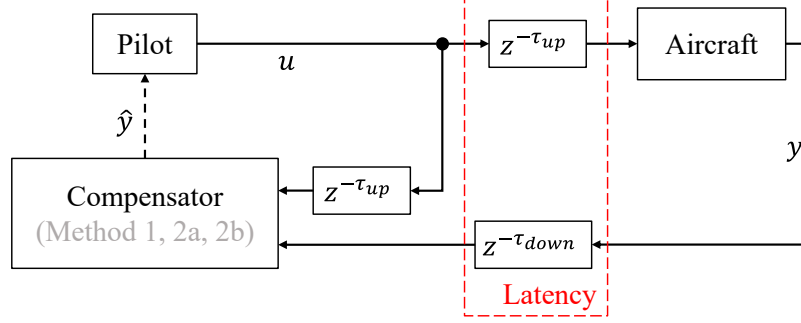 Pilot
u
z^{-τ_{up}}
Aircraft
ŷ
y
Compensator
(Method 1, 2a, 2b)
z^{-τ_{up}}
z^{-τ_{down}}
Latency